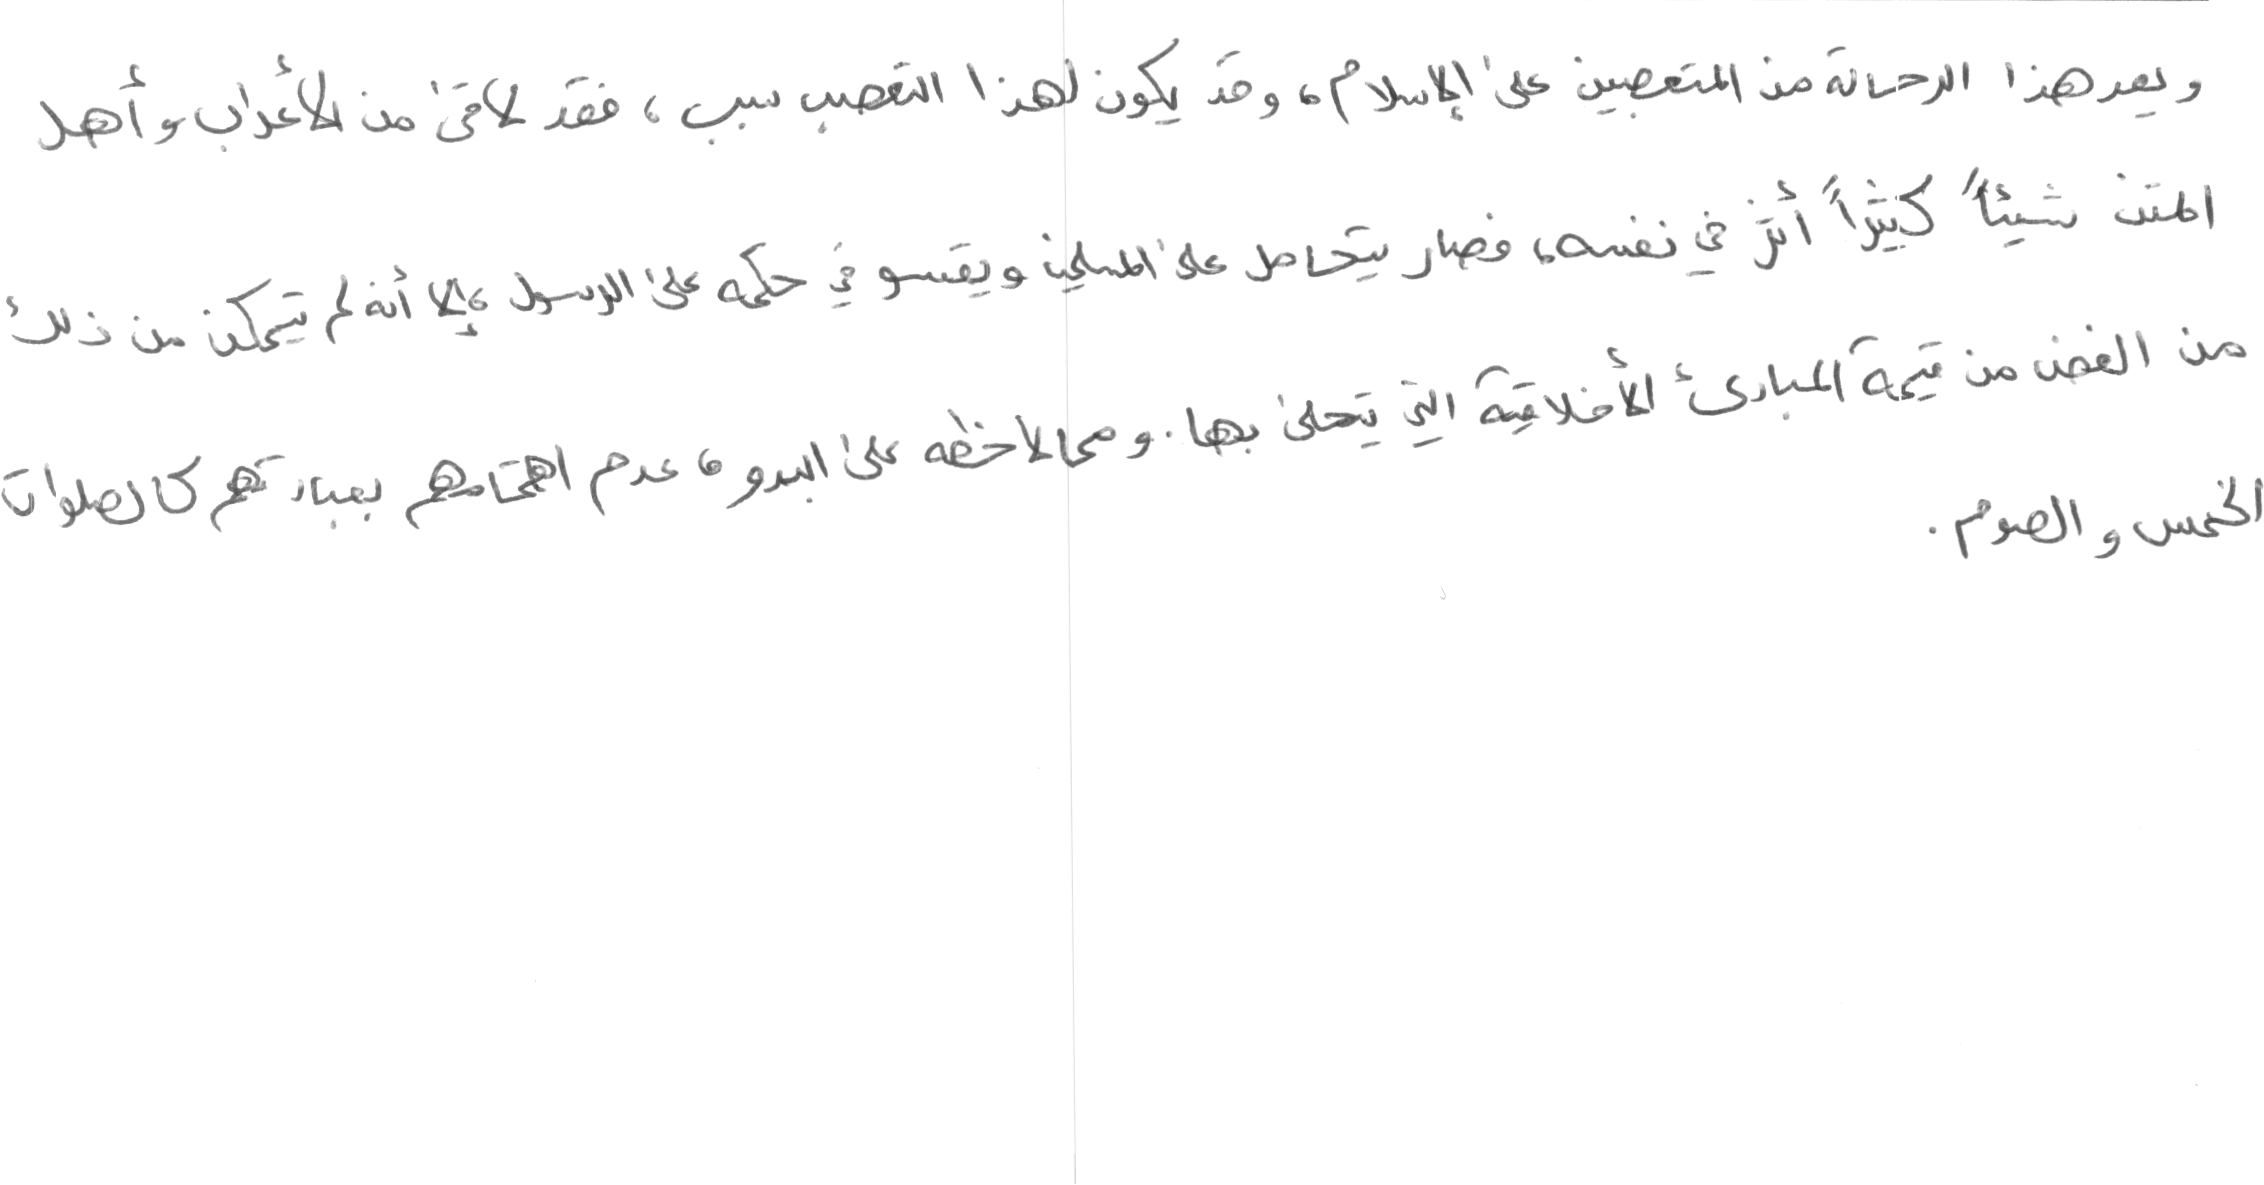 ويعد هذا الرحالة من المتعصبين على الإسلام، وقد يكون لهذا التعصب سبب، فقد لاقى من الأعراب وأهل
المدن شيئاً كثيراً أثر في نفسه، فصار يتحامل على المسلمين ويقسو في حكمه على الرسول، إلا أنه لم يتمكن من ذلك
من الغض من قيمة المبادئ الأخلاقية التي يتحلى بها. ومما لاحظه على البدو، عدم اهتمامهم بعبادتهم كالصلوات
الخمس والصوم.